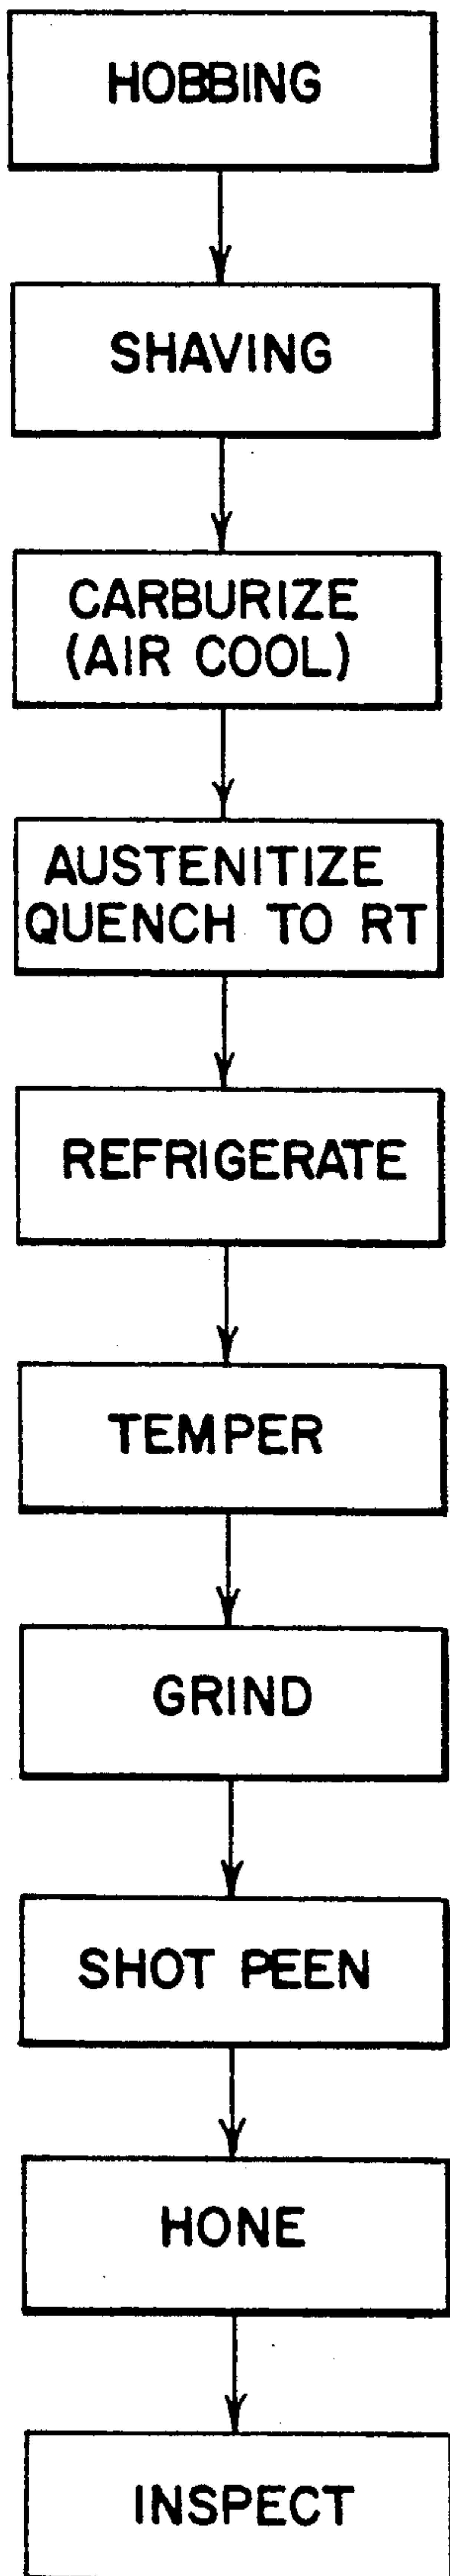 HOBBING
SHAVING
CARBURIZE
(AIR COOL)
AUSTENITIZE
QUENCH TO RT
REFRIGERATE
TEMPER
GRIND
SHOT PEEN
HONE
INSPECT